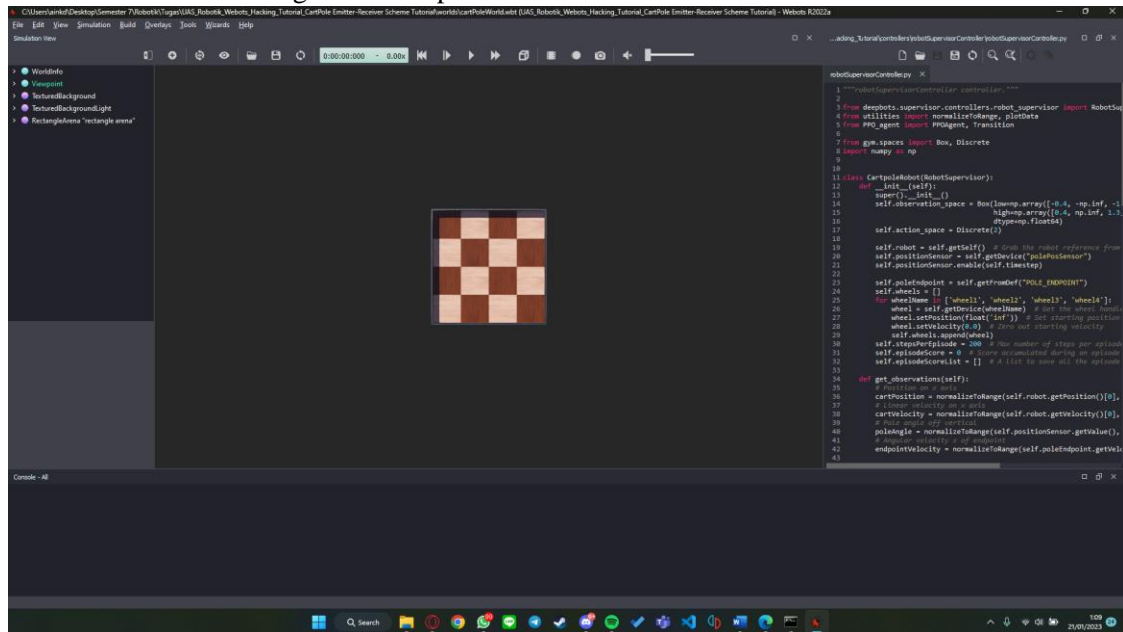 C:\Users\ainkd\Desktop\Semester 7\Robotik\Tugas\UAS_Robotik_Webots_Hacking_Tutorial_CartPole Emitter-Receiver Scheme Tutorial\worlds\cartPoleWorld.wbt (UAS_Robotik_Webots_Hacking_Tutorial_CartPole Emitter-Receiver Scheme Tutorial) - Webots R2022a
File Edit View Simulation Build Overlays Tools Wizards Help
Simulation View
0:00:00:000 - 0.00x
WorldInfo
Viewpoint
TexturedBackground
TexturedBackgroundLight
RectangleArena "rectangle arena"
...acking_Tutorial\controllers\robotSupervisorController\robotSupervisorController.py
robotSupervisorController.py
1 """robotSupervisorController controller."""
2
3 from deepbots.supervisor.controllers.robot_supervisor import RobotSup
4 from utilities import normalizeToRange, plotData
5 from PPO_agent import PPOAgent, Transition
6
7 from gym.spaces import Box, Discrete
8 import numpy as np
9
10
11 class CartpoleRobot(RobotSupervisor):
12 def __init__(self):
13 super().__init__()
14 self.observation_space = Box(low=np.array([-0.4, -np.inf, -1
15 high=np.array([0.4, np.inf, 1.3,
16 dtype=np.float64)
17 self.action_space = Discrete(2)
18
19 self.robot = self.getSelf() # Grab the robot reference from
20 self.positionSensor = self.getDevice("polePosSensor")
21 self.positionSensor.enable(self.timestep)
22
23 self.poleEndpoint = self.getFromDef("POLE_ENDPOINT")
24 self.wheels = []
25 for wheelName in ['wheel1', 'wheel2', 'wheel3', 'wheel4']:
26 wheel = self.getDevice(wheelName) # Get the wheel handle
27 wheel.setPosition(float('inf')) # Set starting position
28 wheel.setVelocity(0.0) # Zero out starting velocity
29 self.wheels.append(wheel)
30 self.stepsPerEpisode = 200 # Max number of steps per episode
31 self.episodeScore = 0 # Score accumulated during an episode
32 self.episodeScoreList = [] # A list to save all the episode
33
34 def get_observations(self):
35 # Position on x axis
36 cartPosition = normalizeToRange(self.robot.getPosition()[0],
37 # Linear velocity on x axis
38 cartVelocity = normalizeToRange(self.robot.getVelocity()[0],
39 # Pole angle off vertical
40 poleAngle = normalizeToRange(self.positionSensor.getValue(),
41 # Angular velocity x of endpoint
42 endpointVelocity = normalizeToRange(self.poleEndpoint.getVel
43
Console - All
Search
1:09
21/01/2023